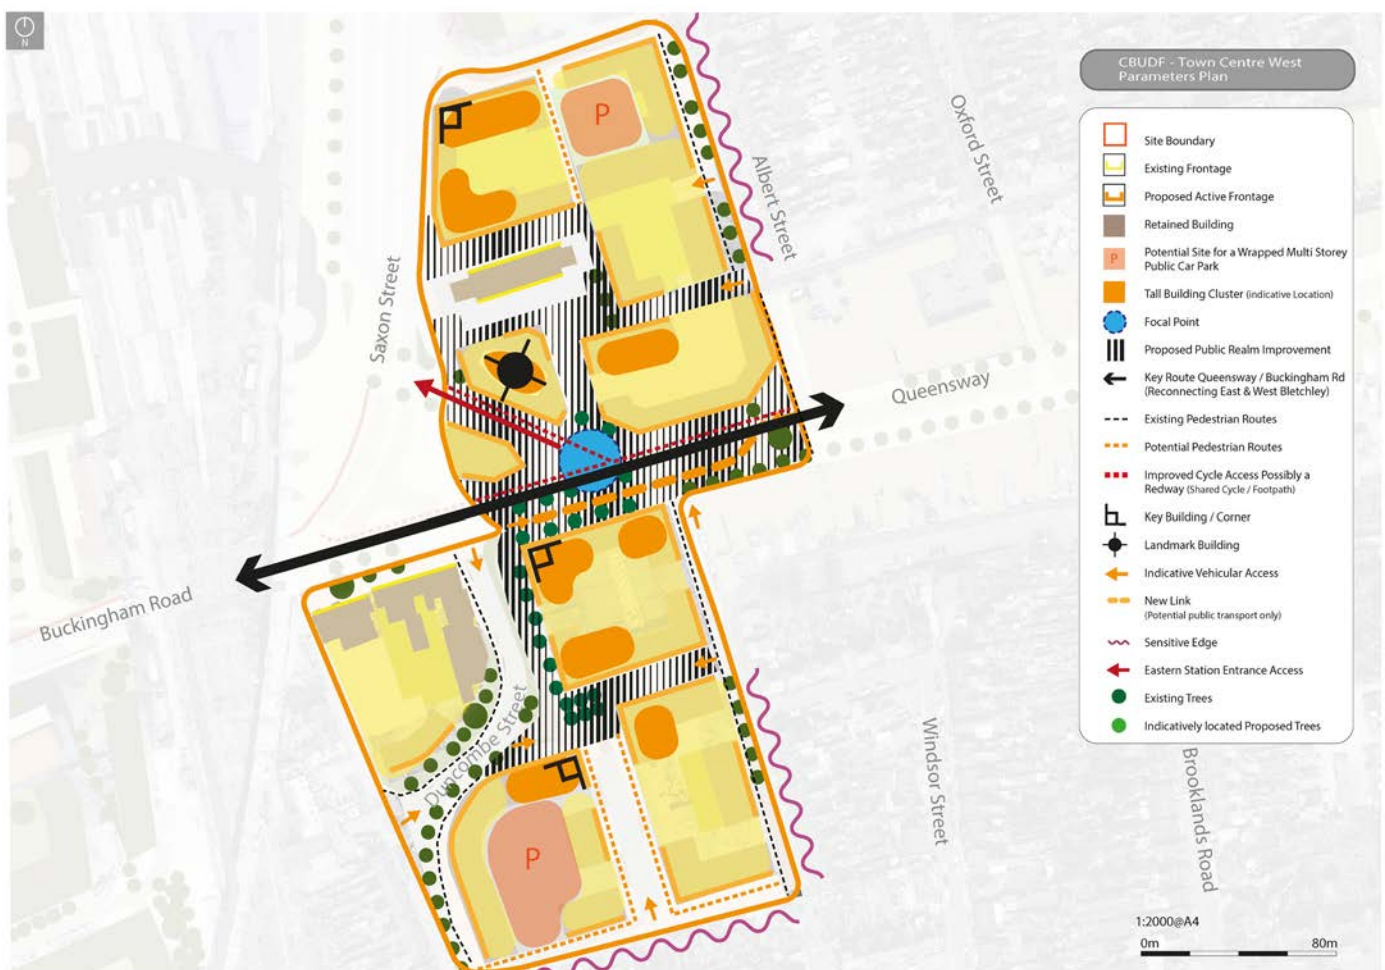 N
CBUDF - Town Centre West
Parameters Plan
Site Boundary
Existing Frontage
Proposed Active Frontage
Retained Building
P
Potential Site for a Wrapped Multi Storey
Public Car Park
Tall Building Cluster (indicative Location)
Focal Point
Proposed Public Realm Improvement
Key Route Queensway / Buckingham Rd
(Reconnecting East & West Bletchley)
Existing Pedestrian Routes
Potential Pedestrian Routes
Improved Cycle Access Possibly a
Redway (Shared Cycle / Footpath)
Key Building / Corner
Landmark Building
Indicative Vehicular Access
New Link
(Potential public transport only)
Sensitive Edge
Eastern Station Entrance Access
Existing Trees
Indicatively located Proposed Trees
P
Oxford Street
Albert Street
Saxon Street
Queensway
Buckingham Road
Duncombe Street
Windsor Street
Brooklands Road
P
1:2000@A4
0m 80m